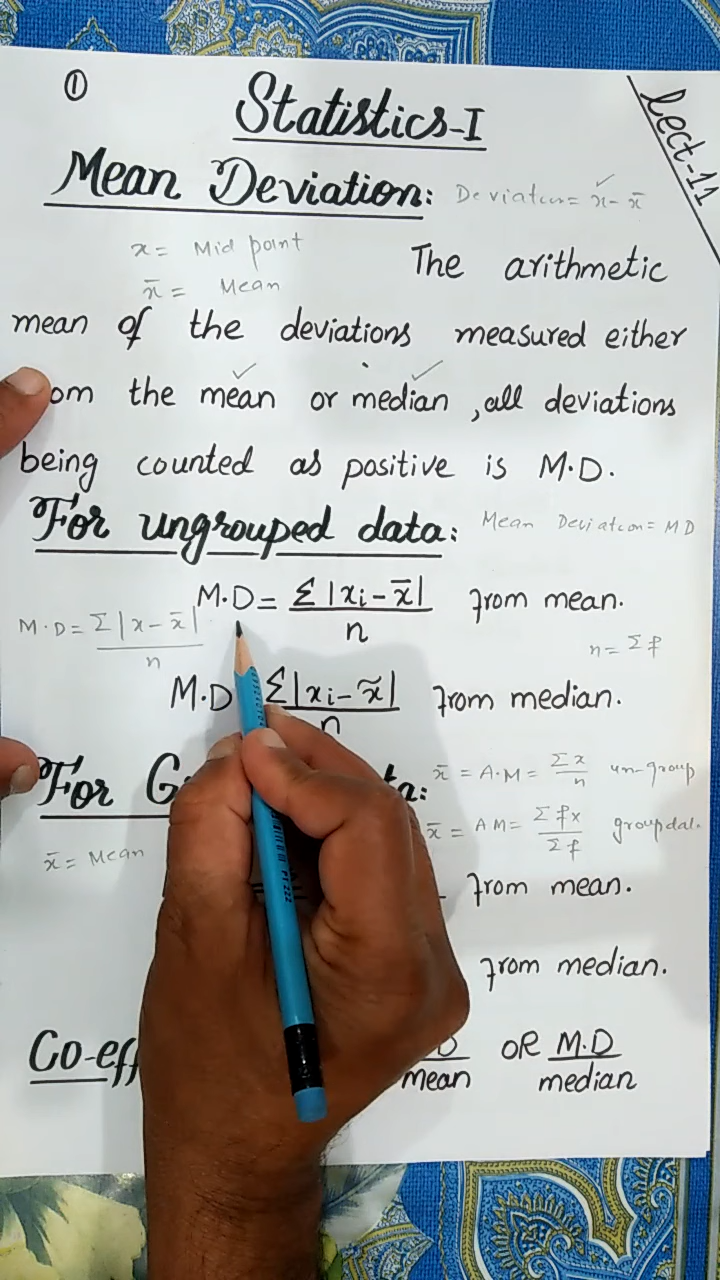 ①
Statistics-I
Lect-11
Mean Deviation: Deviation = x - x̄
x = Mid point
x̄ = Mean
The arithmetic
mean of the deviations measured either
om the mean or median, all deviations
being counted as positive is M.D.
For ungrouped data: Mean Deviation = MD
M.D = Σ|xi - x̄| / n from mean.
M.D = Σ|x - x̄| / n
n = Σf
M.D Σ|xi - x̃| / n from median.
For G ta:
x̄ = A.M = Σx / n un-group
x̄ = AM = Σfx / Σf group dat.
x̄ = Mean
from mean.
from median.
Co-eff
D / mean OR M.D / median